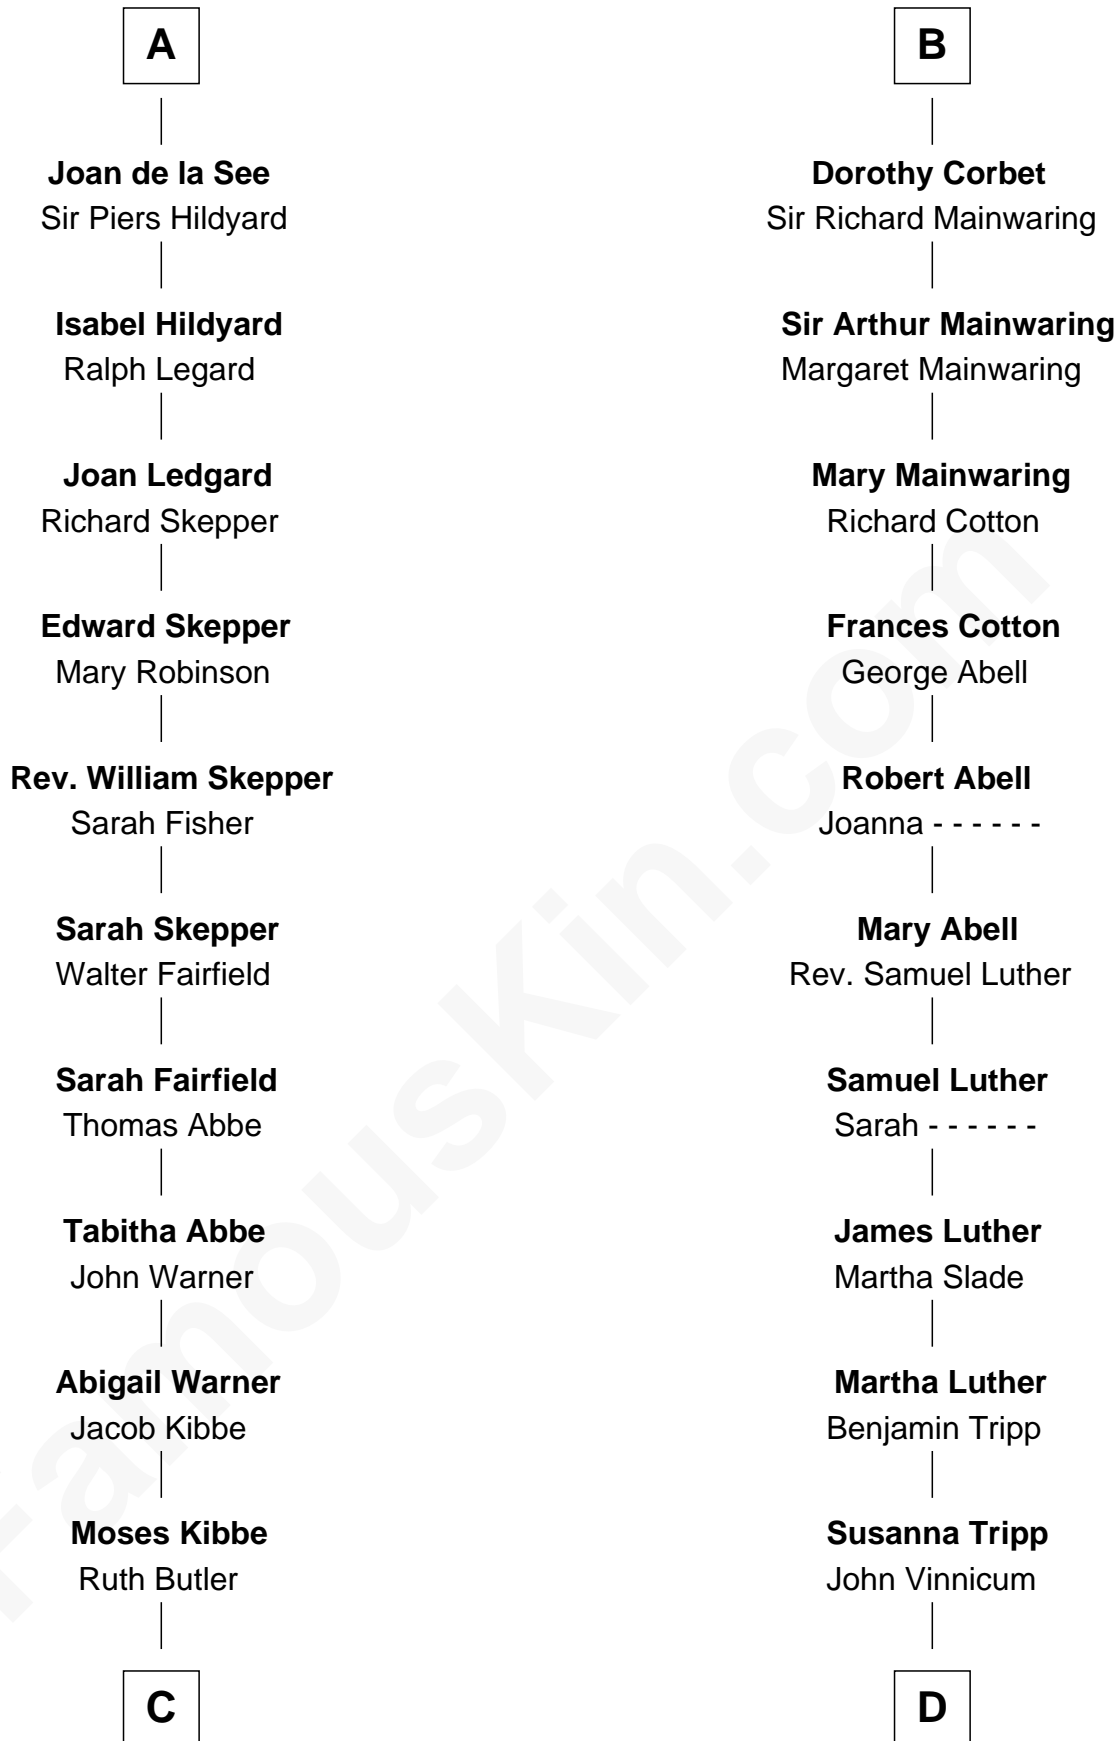 A
Joan de la See
Sir Piers Hildyard
Isabel Hildyard
Ralph Legard
Joan Ledgard
Richard Skepper
Edward Skepper
Mary Robinson
Rev. William Skepper
Sarah Fisher
Sarah Skepper
Walter Fairfield
Sarah Fairfield
Thomas Abbe
Tabitha Abbe
John Warner
Abigail Warner
Jacob Kibbe
Moses Kibbe
Ruth Butler
C
B
Dorothy Corbet
Sir Richard Mainwaring
Sir Arthur Mainwaring
Margaret Mainwaring
Mary Mainwaring
Richard Cotton
Frances Cotton
George Abell
Robert Abell
Joanna - - - - - -
Mary Abell
Rev. Samuel Luther
Samuel Luther
Sarah - - - - - -
James Luther
Martha Slade
Martha Luther
Benjamin Tripp
Susanna Tripp
John Vinnicum
D
FamousKin.com